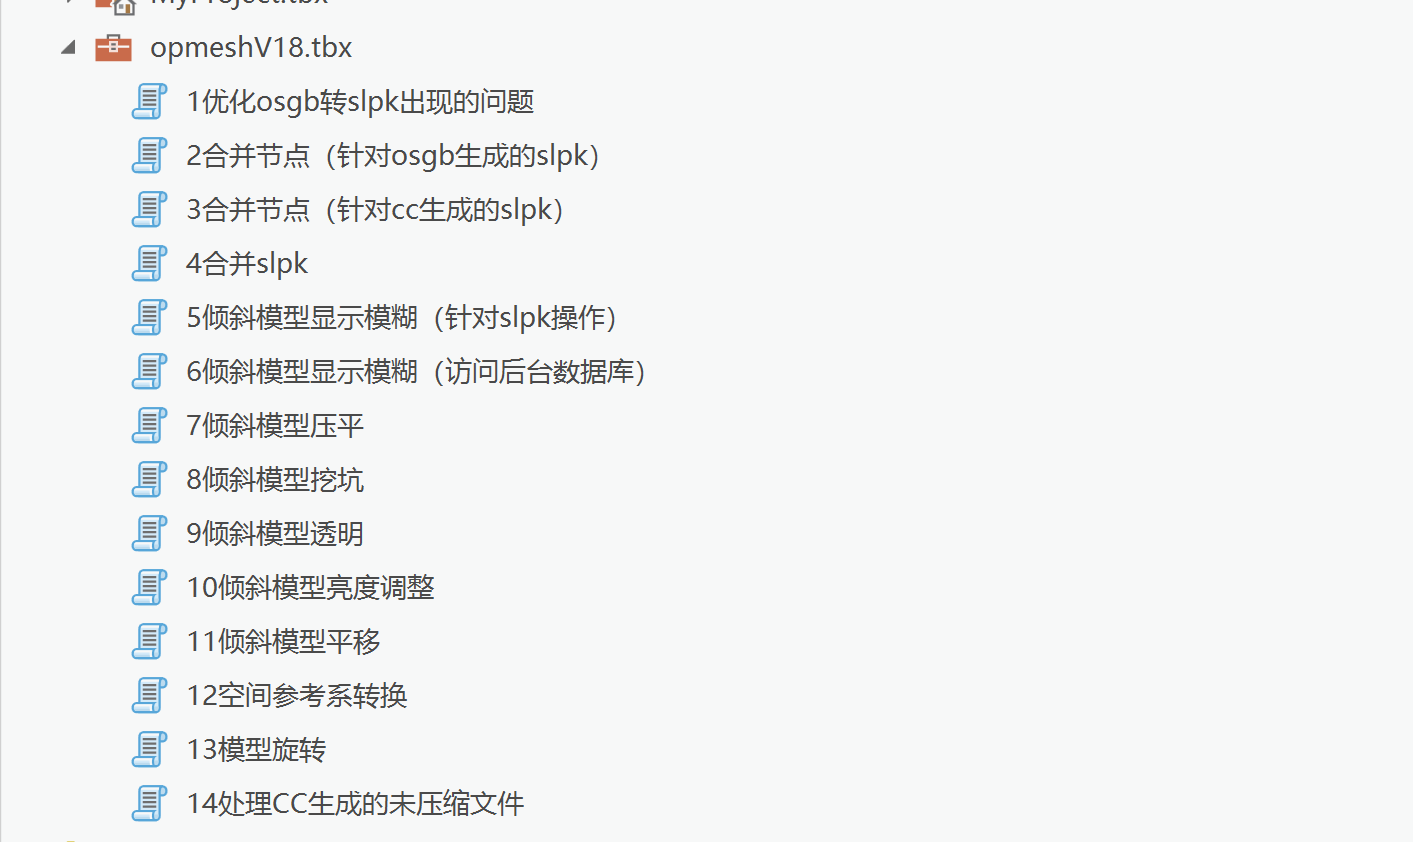 MyProject.tbx
opmeshV18.tbx
1优化osgb转slpk出现的问题
2合并节点（针对osgb生成的slpk）
3合并节点（针对cc生成的slpk）
4合并slpk
5倾斜模型显示模糊（针对slpk操作）
6倾斜模型显示模糊（访问后台数据库）
7倾斜模型压平
8倾斜模型挖坑
9倾斜模型透明
10倾斜模型亮度调整
11倾斜模型平移
12空间参考系转换
13模型旋转
14处理CC生成的未压缩文件